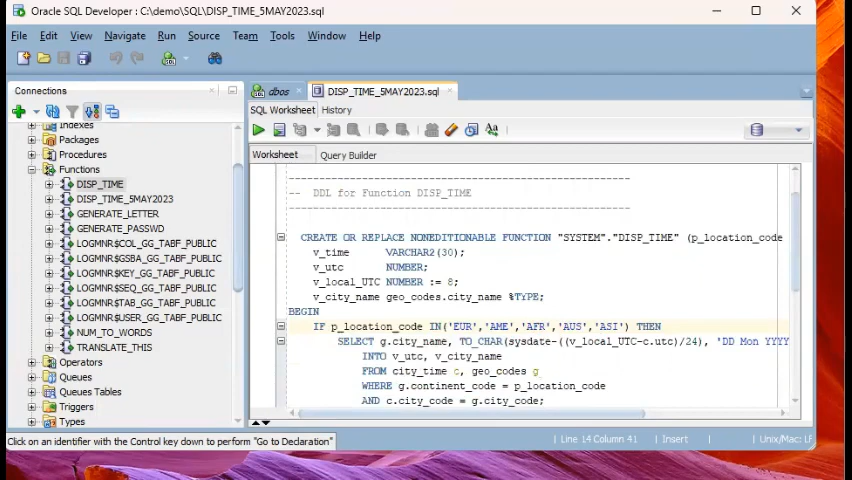 Oracle SQL Developer : C:\demo\SQL\DISP_TIME_5MAY2023.sql
File Edit View Navigate Run Source Team Tools Window Help
Connections
Indexes
Packages
Procedures
Functions
DISP_TIME
DISP_TIME_5MAY2023
GENERATE_LETTER
GENERATE_PASSWD
LOGMNR$COL_GG_TABF_PUBLIC
LOGMNR$GSBA_GG_TABF_PUBLIC
LOGMNR$KEY_GG_TABF_PUBLIC
LOGMNR$SEQ_GG_TABF_PUBLIC
LOGMNR$TAB_GG_TABF_PUBLIC
LOGMNR$USER_GG_TABF_PUBLIC
NUM_TO_WORDS
TRANSLATE_THIS
Operators
Queues
Queues Tables
Triggers
Types
dbos DISP_TIME_5MAY2023.sql
SQL Worksheet History
Worksheet Query Builder
--------------------------------------------------------
-- DDL for Function DISP_TIME
--------------------------------------------------------
CREATE OR REPLACE NONEDITIONABLE FUNCTION "SYSTEM"."DISP_TIME" (p_location_code
v_time VARCHAR2(30);
v_utc NUMBER;
v_local_UTC NUMBER := 8;
v_city_name geo_codes.city_name %TYPE;
BEGIN
IF p_location_code IN('EUR','AME','AFR','AUS','ASI') THEN
SELECT g.city_name, TO_CHAR(sysdate-((v_local_UTC-c.utc)/24), 'DD Mon YYYY
INTO v_utc, v_city_name
FROM city_time c, geo_codes g
WHERE g.continent_code = p_location_code
AND c.city_code = g.city_code;
Click on an identifier with the Control key down to perform "Go to Declaration"
Line 14 Column 41 Insert Unix/Mac: LF